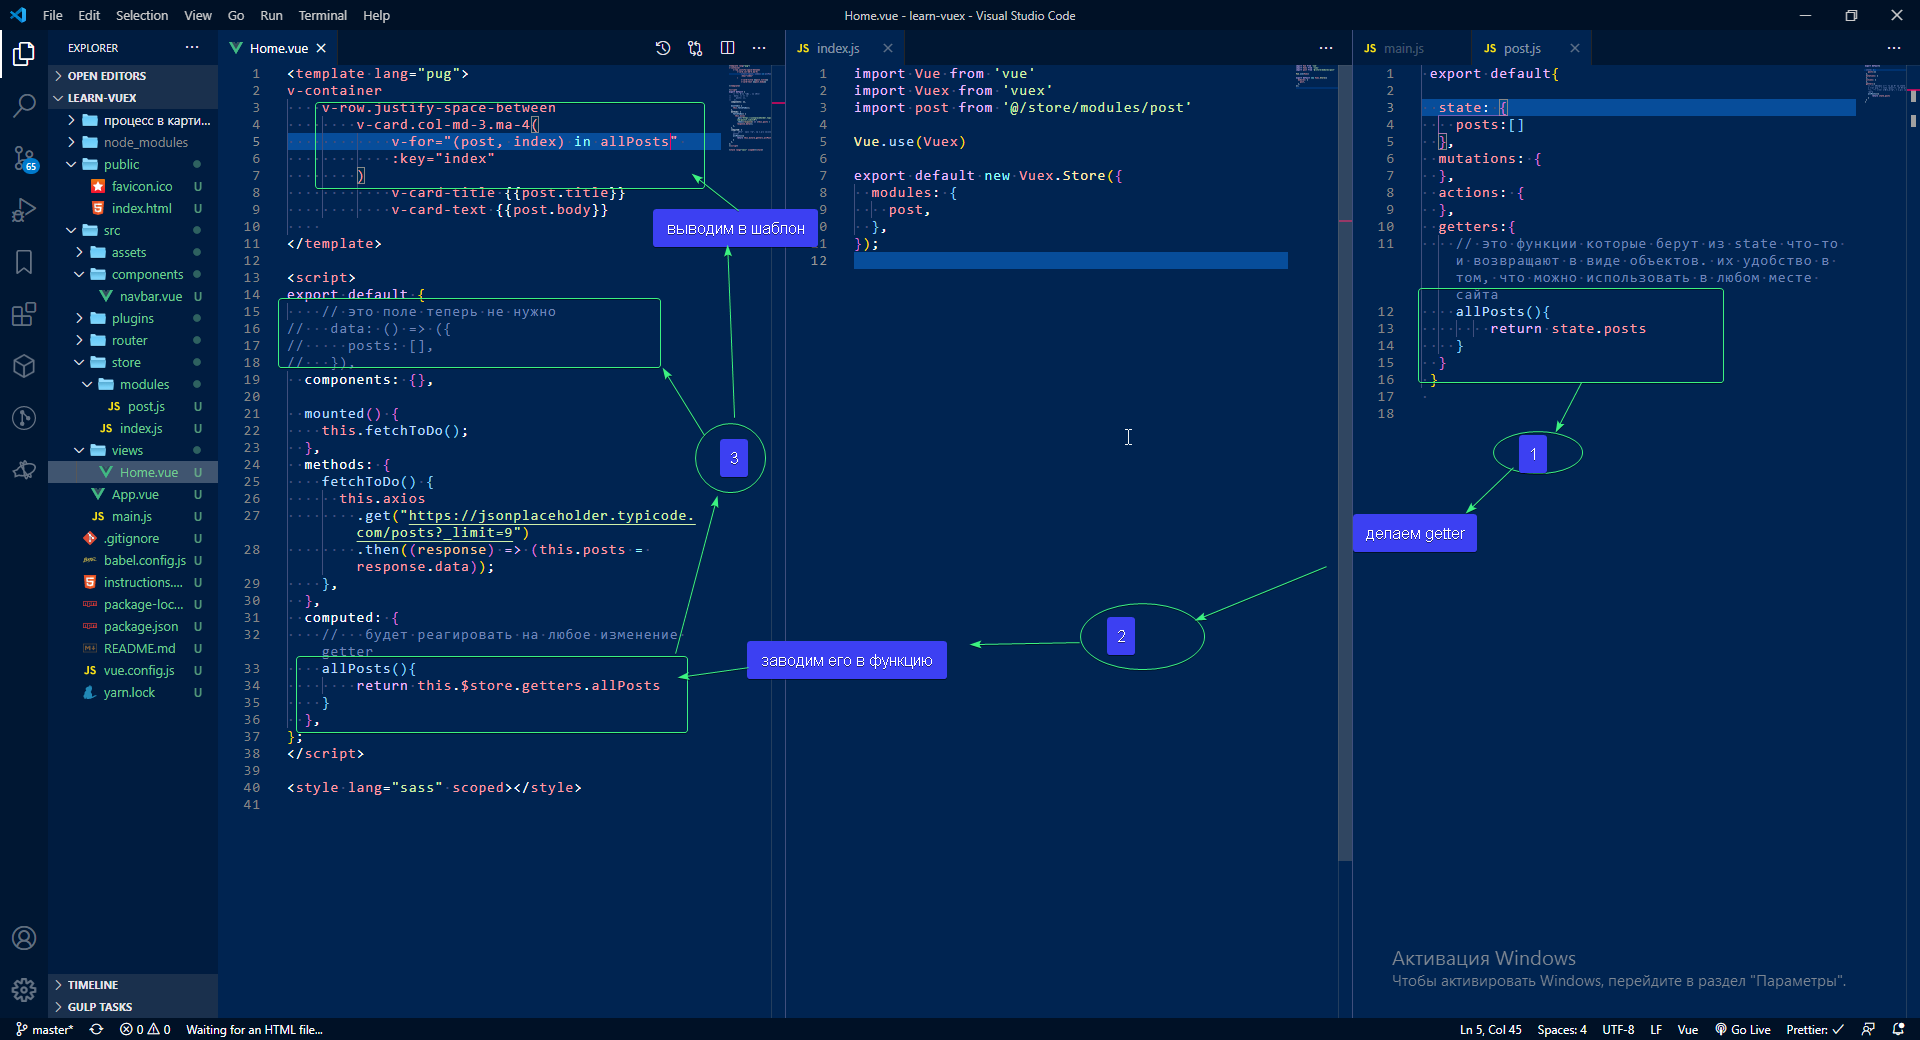 File Edit Selection View Go Run Terminal Help
Home.vue - learn-vuex - Visual Studio Code
EXPLORER
OPEN EDITORS
LEARN-VUEX
процесс в карти...
node_modules
public
favicon.ico U
index.html U
src
assets
components
navbar.vue U
plugins
router
store
modules
post.js U
index.js U
views
Home.vue U
App.vue U
JS main.js U
.gitignore U
babel.config.js U
instructions.... U
package-loc... U
package.json U
README.md U
JS vue.config.js U
yarn.lock U
TIMELINE
GULP TASKS
65
Home.vue
1 <template lang="pug">
2 v-container
3 v-row.justify-space-between
4 v-card.col-md-3.ma-4(
5 v-for="(post, index) in allPosts"
6 :key="index"
7 )
8 v-card-title {{post.title}}
9 v-card-text {{post.body}}
10
11 </template>
12
13 <script>
14 export default {
15 // это поле теперь не нужно
16 // data: () => ({
17 // posts: [],
18 // }),
19 components: {},
20
21 mounted() {
22 this.fetchToDo();
23 },
24 methods: {
25 fetchToDo() {
26 this.axios
27 .get("https://jsonplaceholder.typicode.
com/posts?_limit=9")
28 .then((response) => (this.posts =
response.data));
29 },
30 },
31 computed: {
32 // будет реагировать на любое изменение
getter
33 allPosts(){
34 return this.$store.getters.allPosts
35 }
36 },
37 };
38 </script>
39
40 <style lang="sass" scoped></style>
41
выводим в шаблон
3
заводим его в функцию
2
JS index.js
1 import Vue from 'vue'
2 import Vuex from 'vuex'
3 import post from '@/store/modules/post'
4
5 Vue.use(Vuex)
6
7 export default new Vuex.Store({
8 modules: {
9 post,
10 },
11 });
12
JS main.js
JS post.js
1 export default{
2
3 state: {
4 posts:[]
5 },
6 mutations: {
7 },
8 actions: {
9 },
10 getters:{
11 // это функции которые берут из state что-то
и возвращают в виде объектов. их удобство в
том, что можно использовать в любом месте
сайта
12 allPosts(){
13 return state.posts
14 }
15 }
16 }
17
18
1
делаем getter
Активация Windows
Чтобы активировать Windows, перейдите в раздел "Параметры".
master* 0 0 Waiting for an HTML file...
Ln 5, Col 45 Spaces: 4 UTF-8 LF Vue Go Live Prettier: ✓